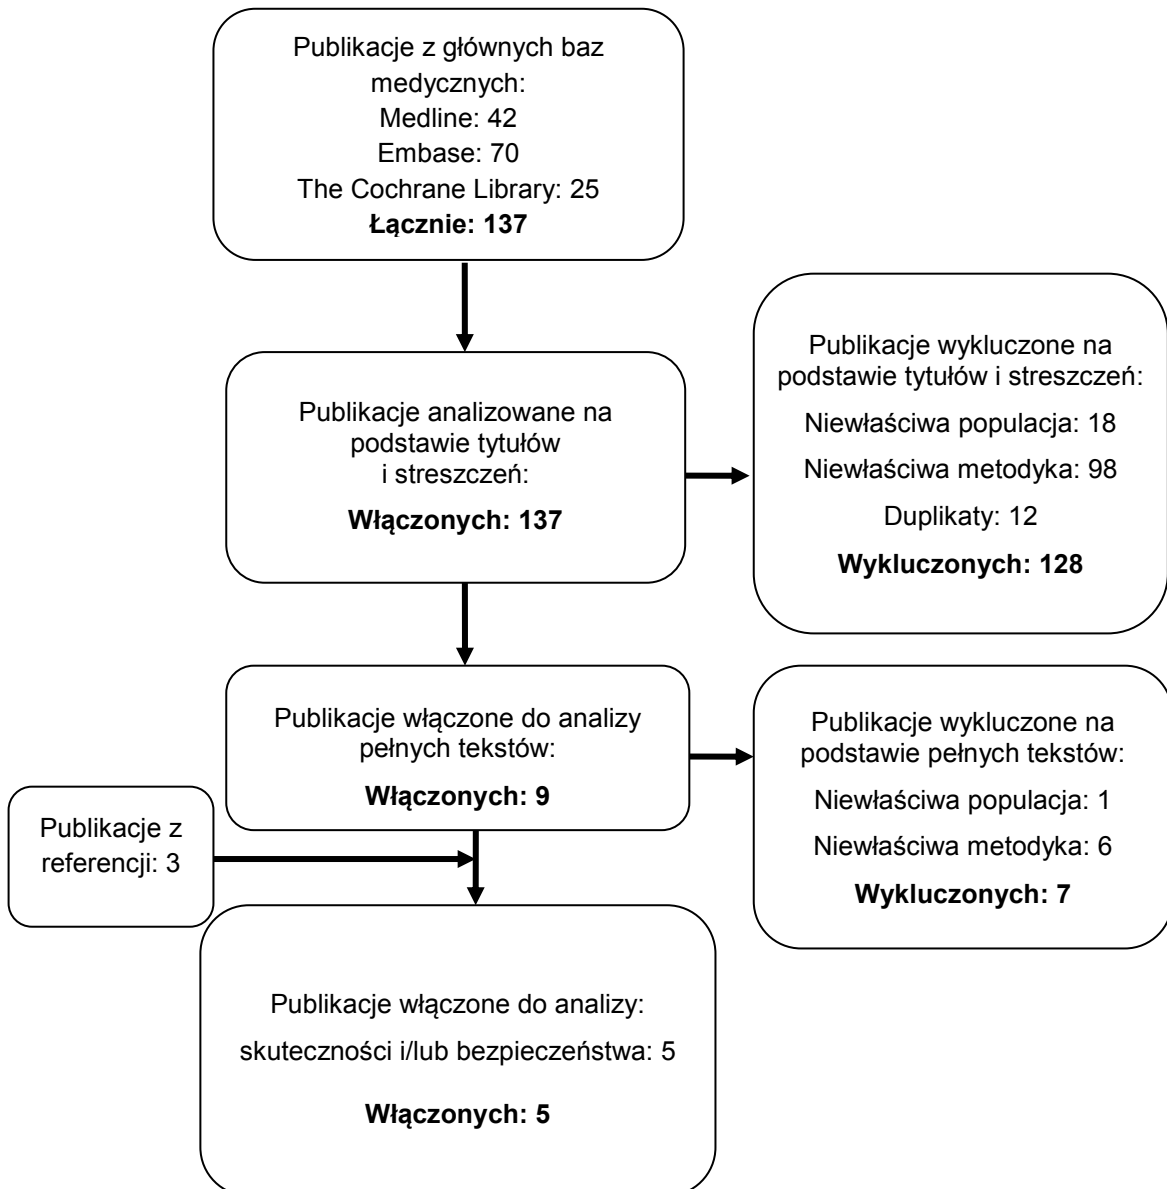 Publikacje z głównych baz
medycznych:
Medline: 42
Embase: 70
The Cochrane Library: 25
Łącznie: 137
Publikacje analizowane na
podstawie tytułów
i streszczeń:
Włączonych: 137
Publikacje wykluczone na
podstawie tytułów i streszczeń:
Niewłaściwa populacja: 18
Niewłaściwa metodyka: 98
Duplikaty: 12
Wykluczonych: 128
Publikacje włączone do analizy
pełnych tekstów:
Włączonych: 9
Publikacje wykluczone na
podstawie pełnych tekstów:
Niewłaściwa populacja: 1
Niewłaściwa metodyka: 6
Wykluczonych: 7
Publikacje z
referencji: 3
Publikacje włączone do analizy:
skuteczności i/lub bezpieczeństwa: 5
Włączonych: 5